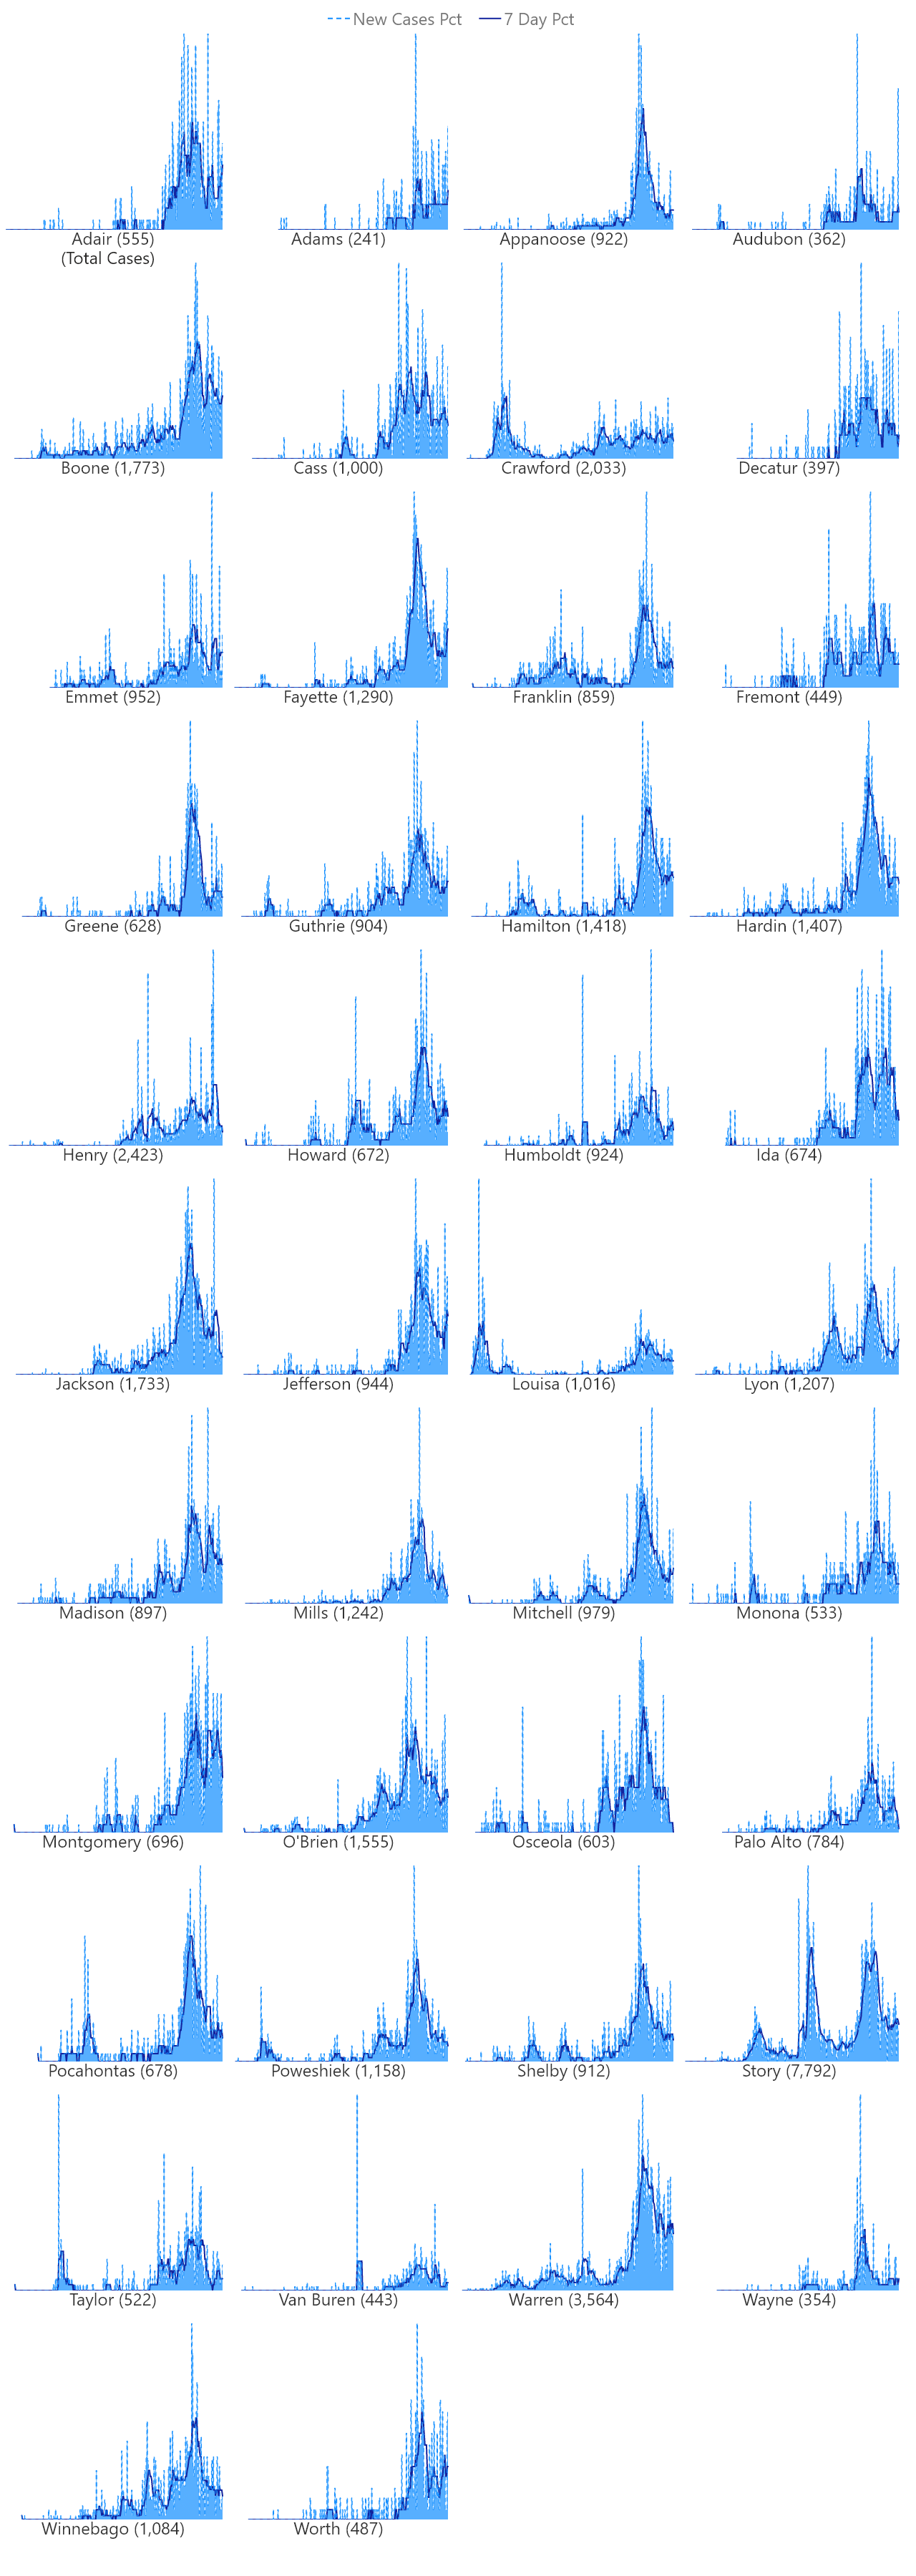 New Cases Pct 7 Day Pct
Adair (555) Adams (241) Appanoose (922) Audubon (362)
(Total Cases)
Boone (1,773) Cass (1,000) Crawford (2,033) Decatur (397)
Emmet (952) Fayette (1,290) Franklin (859) Fremont (449)
Greene (628) Guthrie (904) Hamilton (1,418) Hardin (1,407)
Henry (2,423) Howard (672) Humboldt (924) Ida (674)
Jackson (1,733) Jefferson (944) Louisa (1,016) Lyon (1,207)
Madison (897) Mills (1,242) Mitchell (979) Monona (533)
Montgomery (696) O'Brien (1,555) Osceola (603) Palo Alto (784)
Pocahontas (678) Poweshiek (1,158) Shelby (912) Story (7,792)
Taylor (522) Van Buren (443) Warren (3,564) Wayne (354)
Winnebago (1,084) Worth (487)